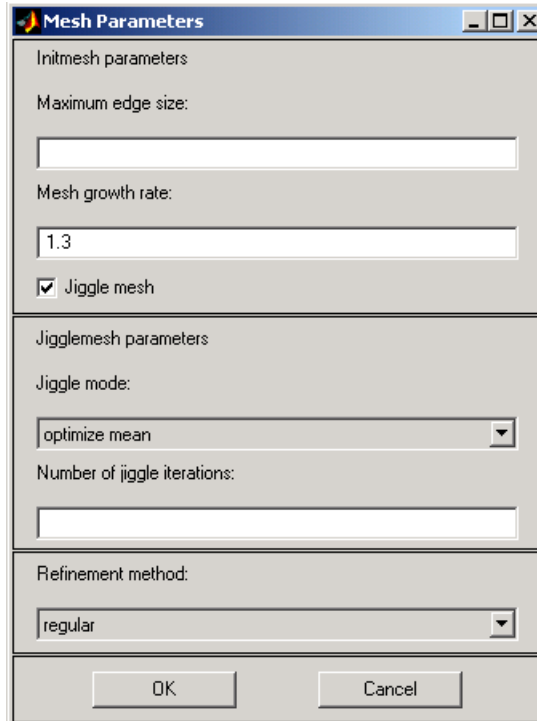 Mesh Parameters
Initmesh parameters
Maximum edge size:
Mesh growth rate:
1.3
Jiggle mesh
Jigglemesh parameters
Jiggle mode:
optimize mean
Number of jiggle iterations:
Refinement method:
regular
OK Cancel